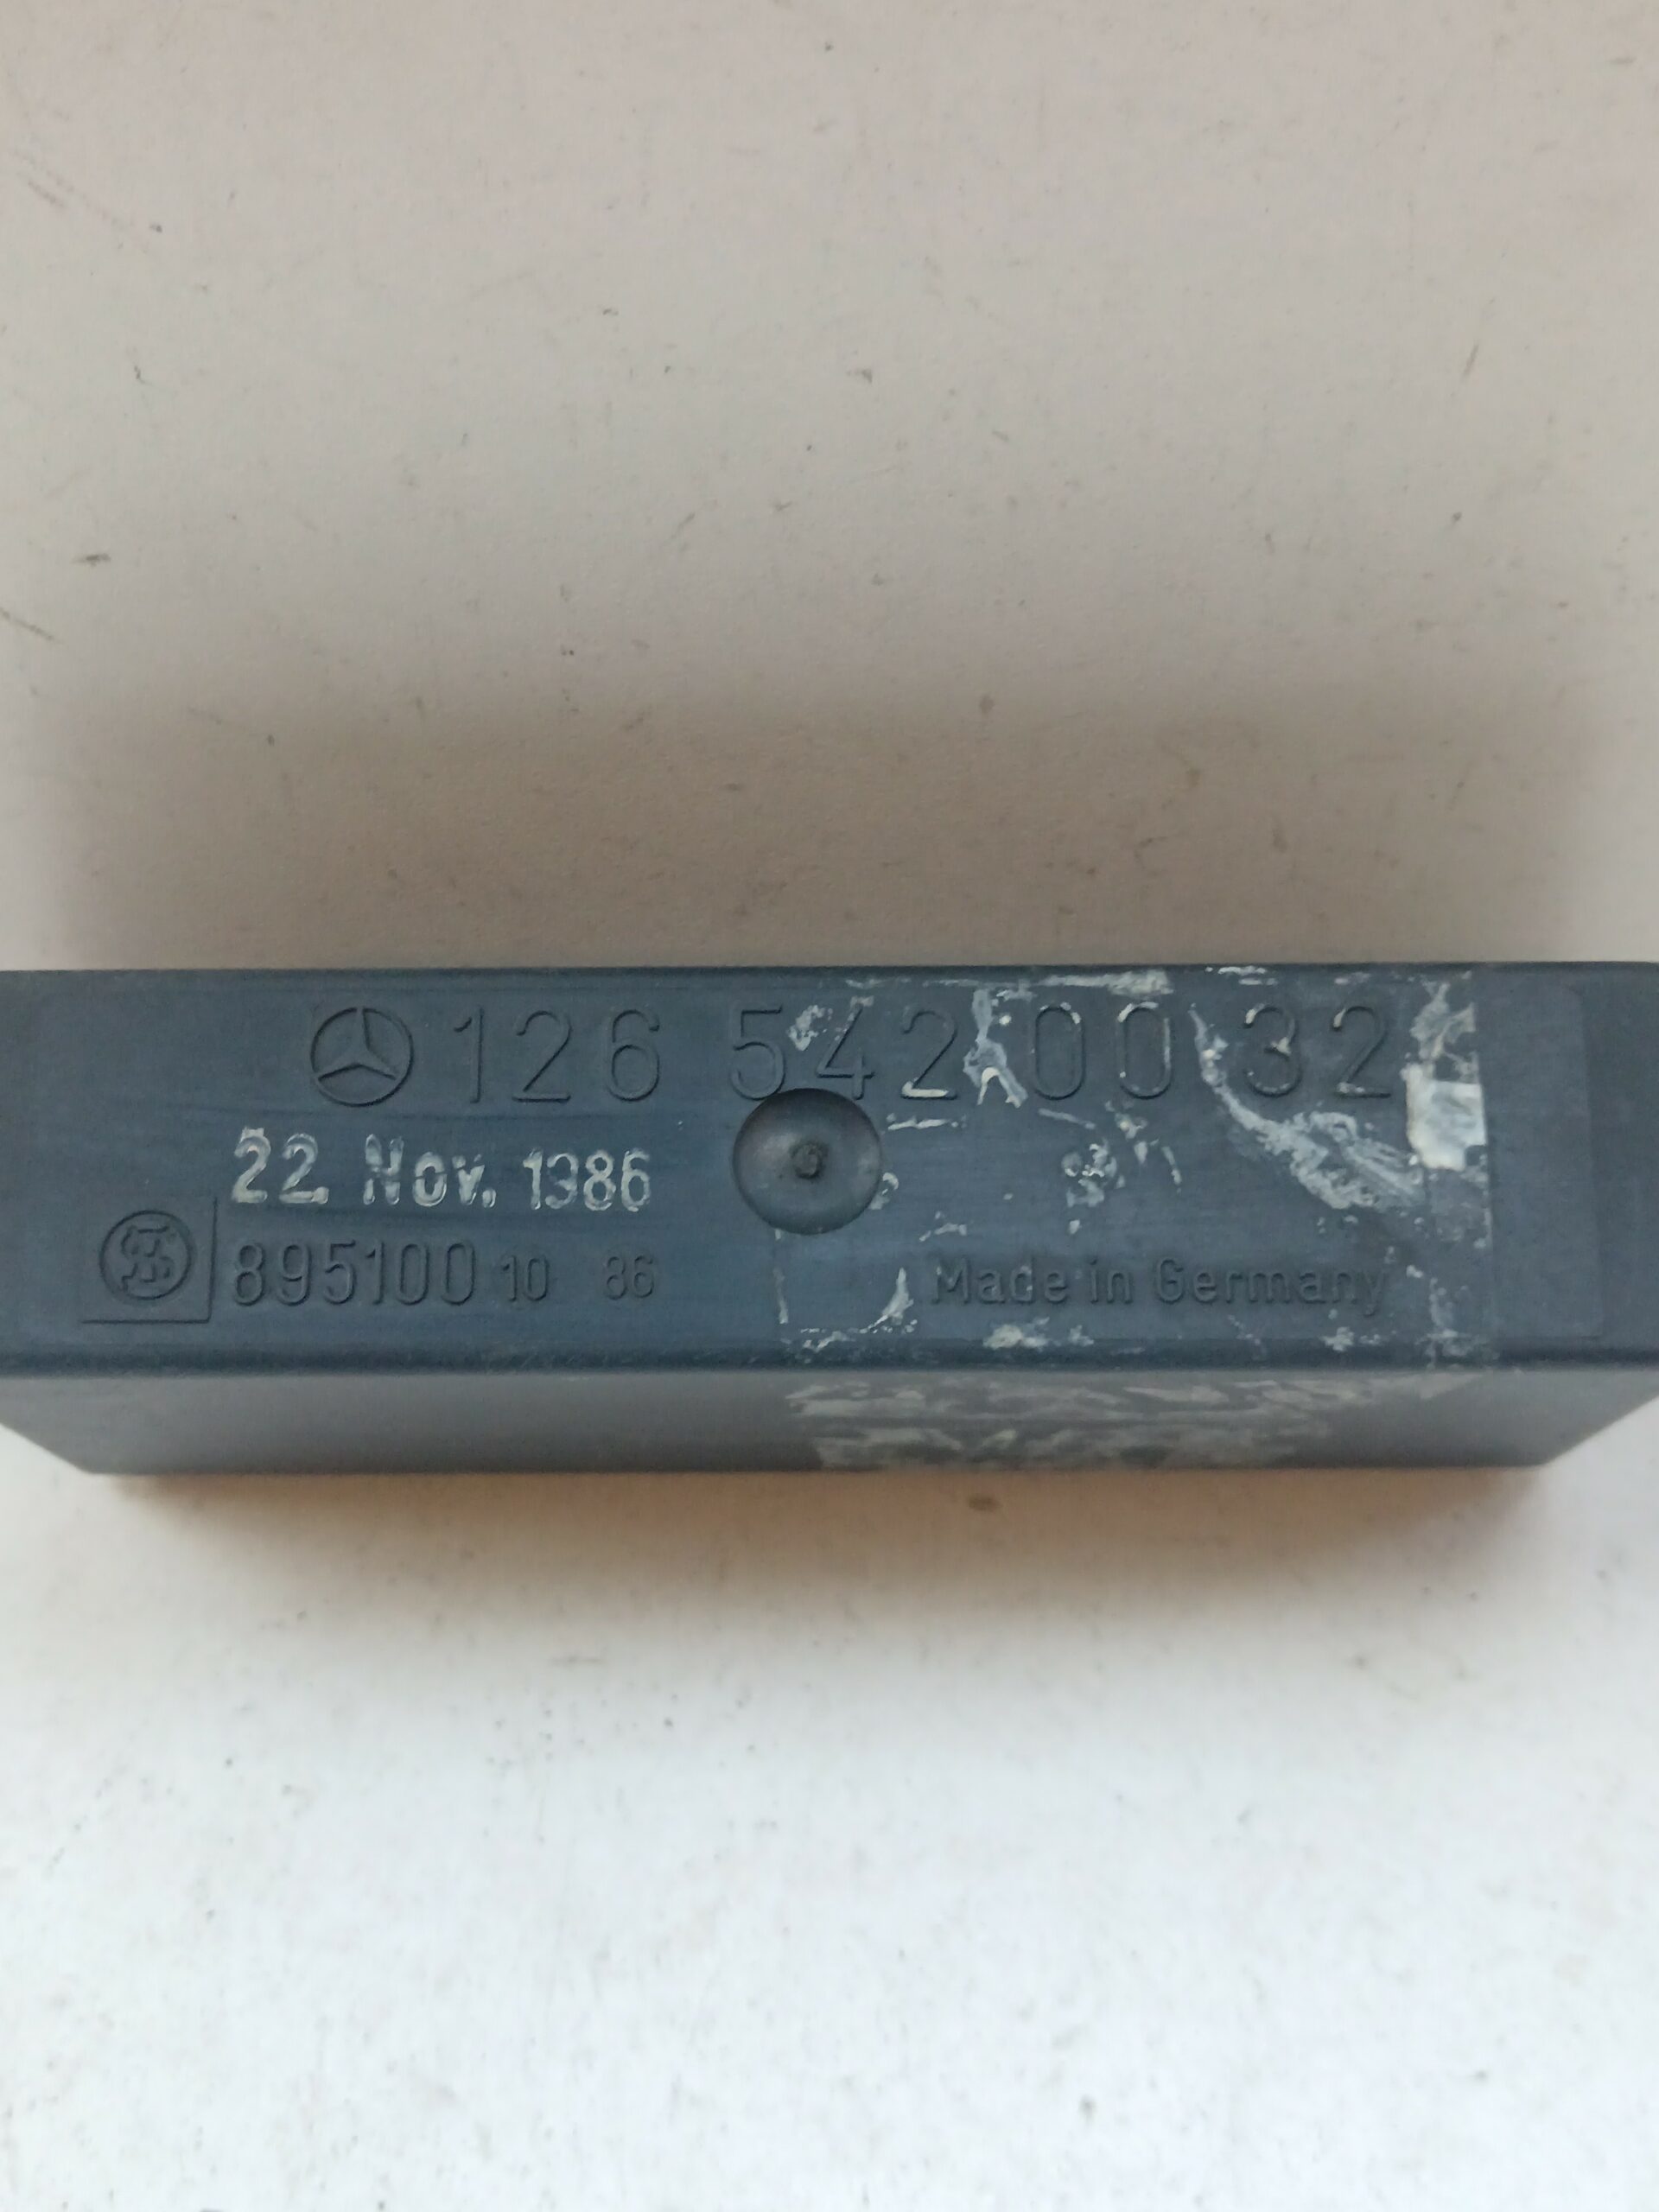 126 542 00 32
22. Nov. 1986
895100 10 86
Made in Germany